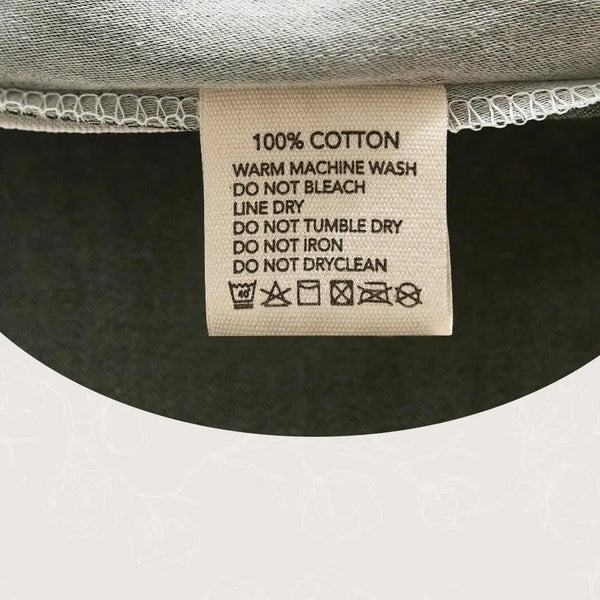 100% COTTON
WARM MACHINE WASH
DO NOT BLEACH
LINE DRY
DO NOT TUMBLE DRY
DO NOT IRON
DO NOT DRYCLEAN
40